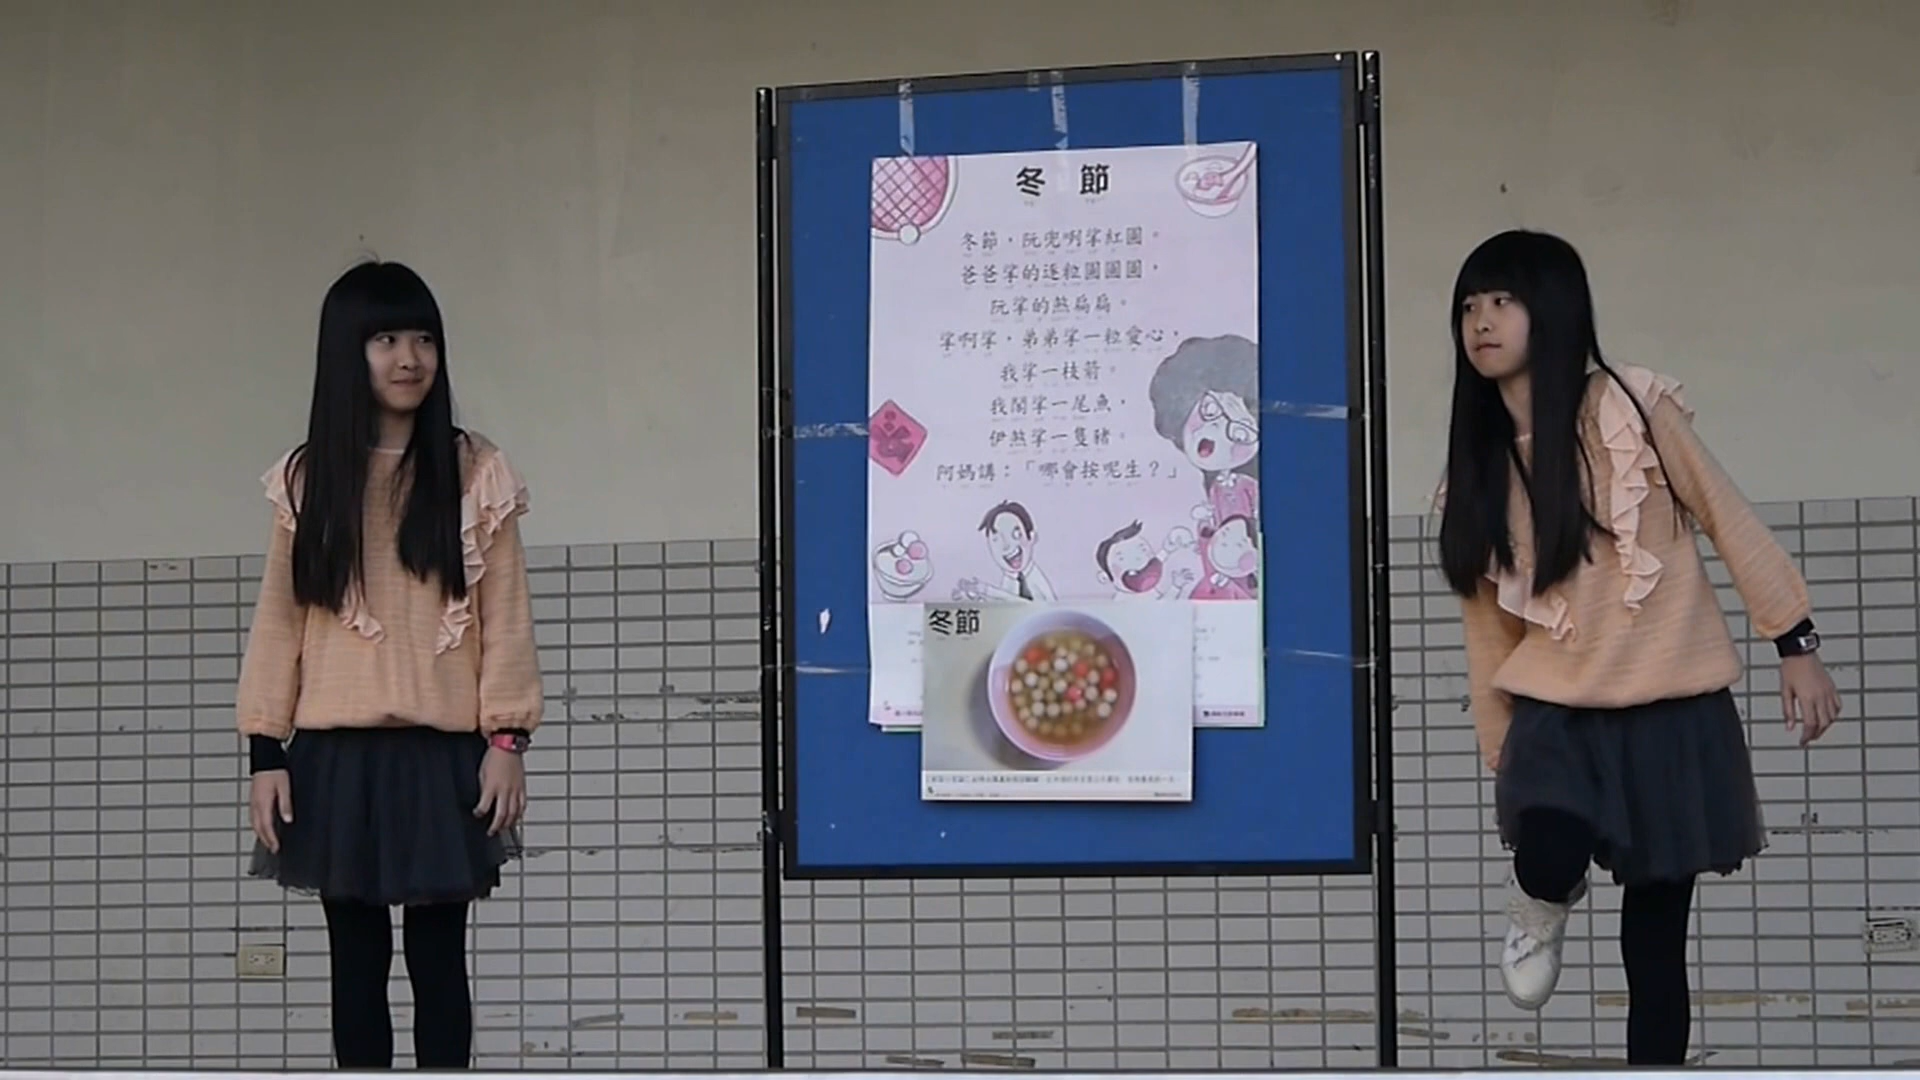 冬 節
冬節，阮兜咧挲紅圓。
爸爸挲的逐粒圓圓圓，
阮挲的煞扁扁。
挲啊挲，弟弟挲一粒愛心，
我挲一枝箭。
我閣挲一尾魚，
伊煞挲一隻豬。
阿媽講：「哪會按呢生？」
冬節